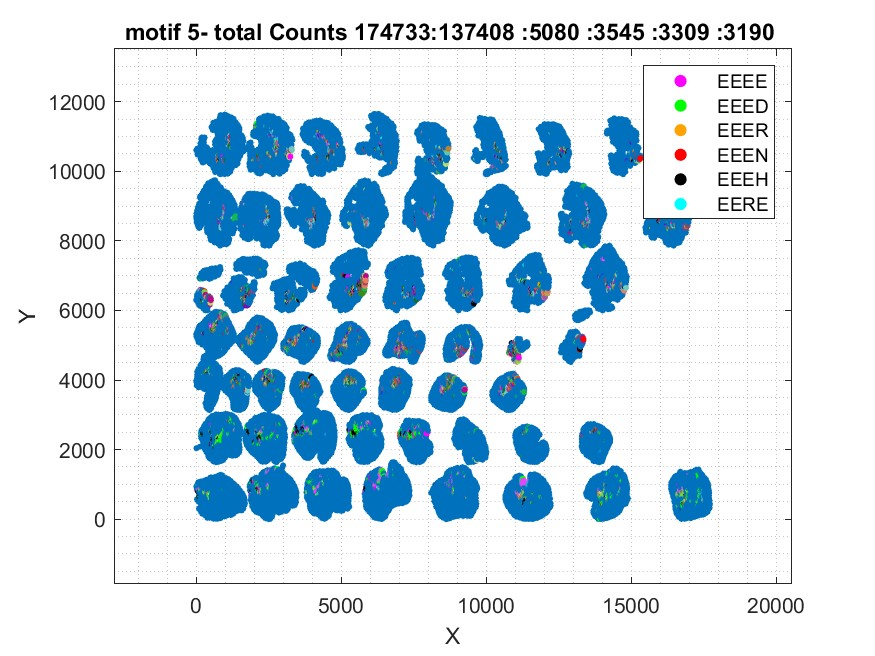 motif 5- total Counts 174733:137408 :5080 :3545 :3309 :3190
EEEE
EEED
EEER
EEEN
EEEH
EERE
12000
10000
8000
6000
4000
2000
0
Y
0 5000 10000 15000 20000
X